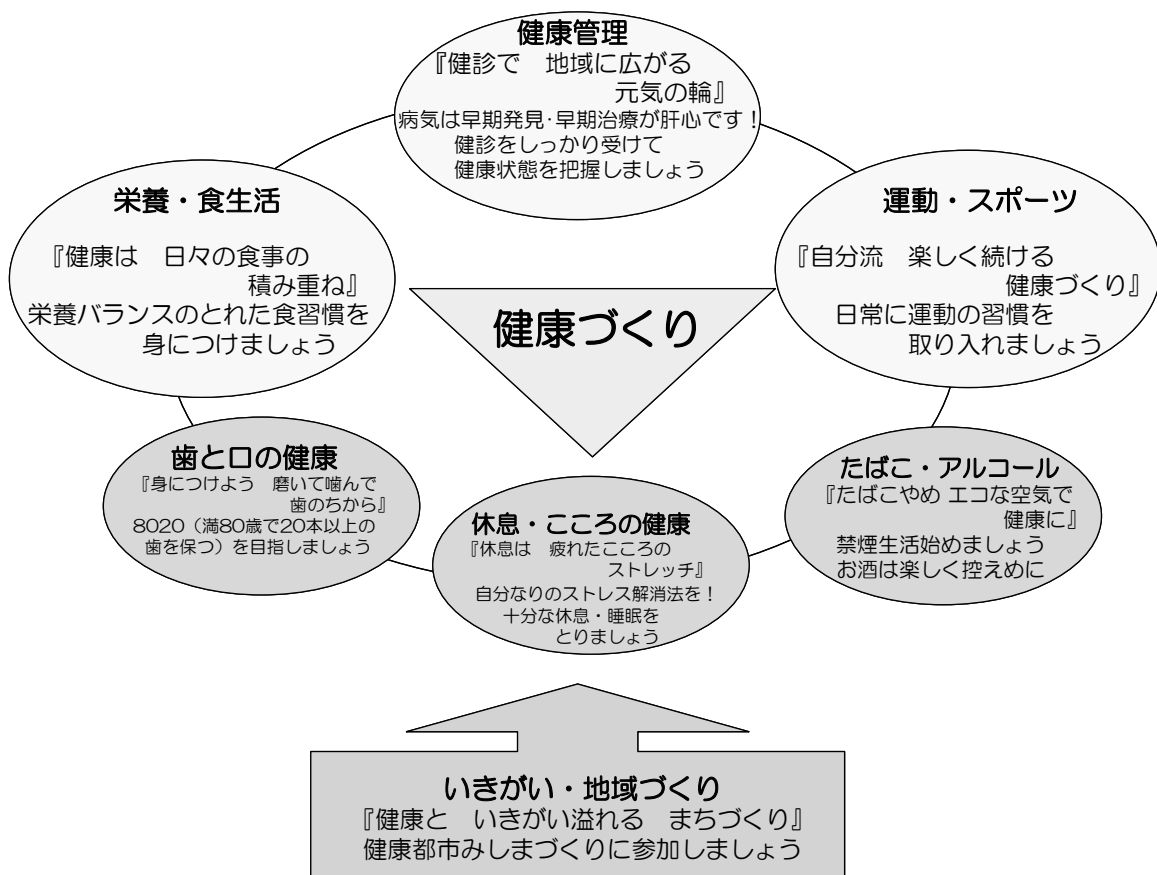 健康管理
『健診で　地域に広がる
元気の輪』
病気は早期発見・早期治療が肝心です！
健診をしっかり受けて
健康状態を把握しましょう
栄養・食生活
『健康は　日々の食事の
積み重ね』
栄養バランスのとれた食習慣を
身につけましょう
運動・スポーツ
『自分流　楽しく続ける
健康づくり』
日常に運動の習慣を
取り入れましょう
健康づくり
歯と口の健康
『身につけよう　磨いて噛んで
歯のちから』
8020（満80歳で20本以上の
歯を保つ）を目指しましょう
休息・こころの健康
『休息は　疲れたこころの
ストレッチ』
自分なりのストレス解消法を！
十分な休息・睡眠を
とりましょう
たばこ・アルコール
『たばこやめ エコな空気で
健康に』
禁煙生活始めましょう
お酒は楽しく控えめに
いきがい・地域づくり
『健康と　いきがい溢れる　まちづくり』
健康都市みしまづくりに参加しましょう